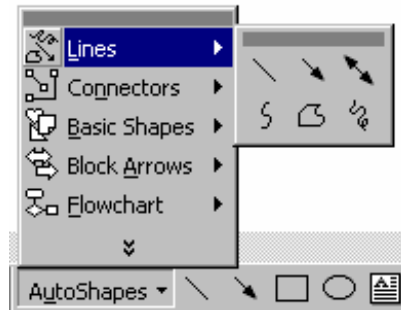 Lines
Connectors
Basic Shapes
Block Arrows
Flowchart
AutoShapes